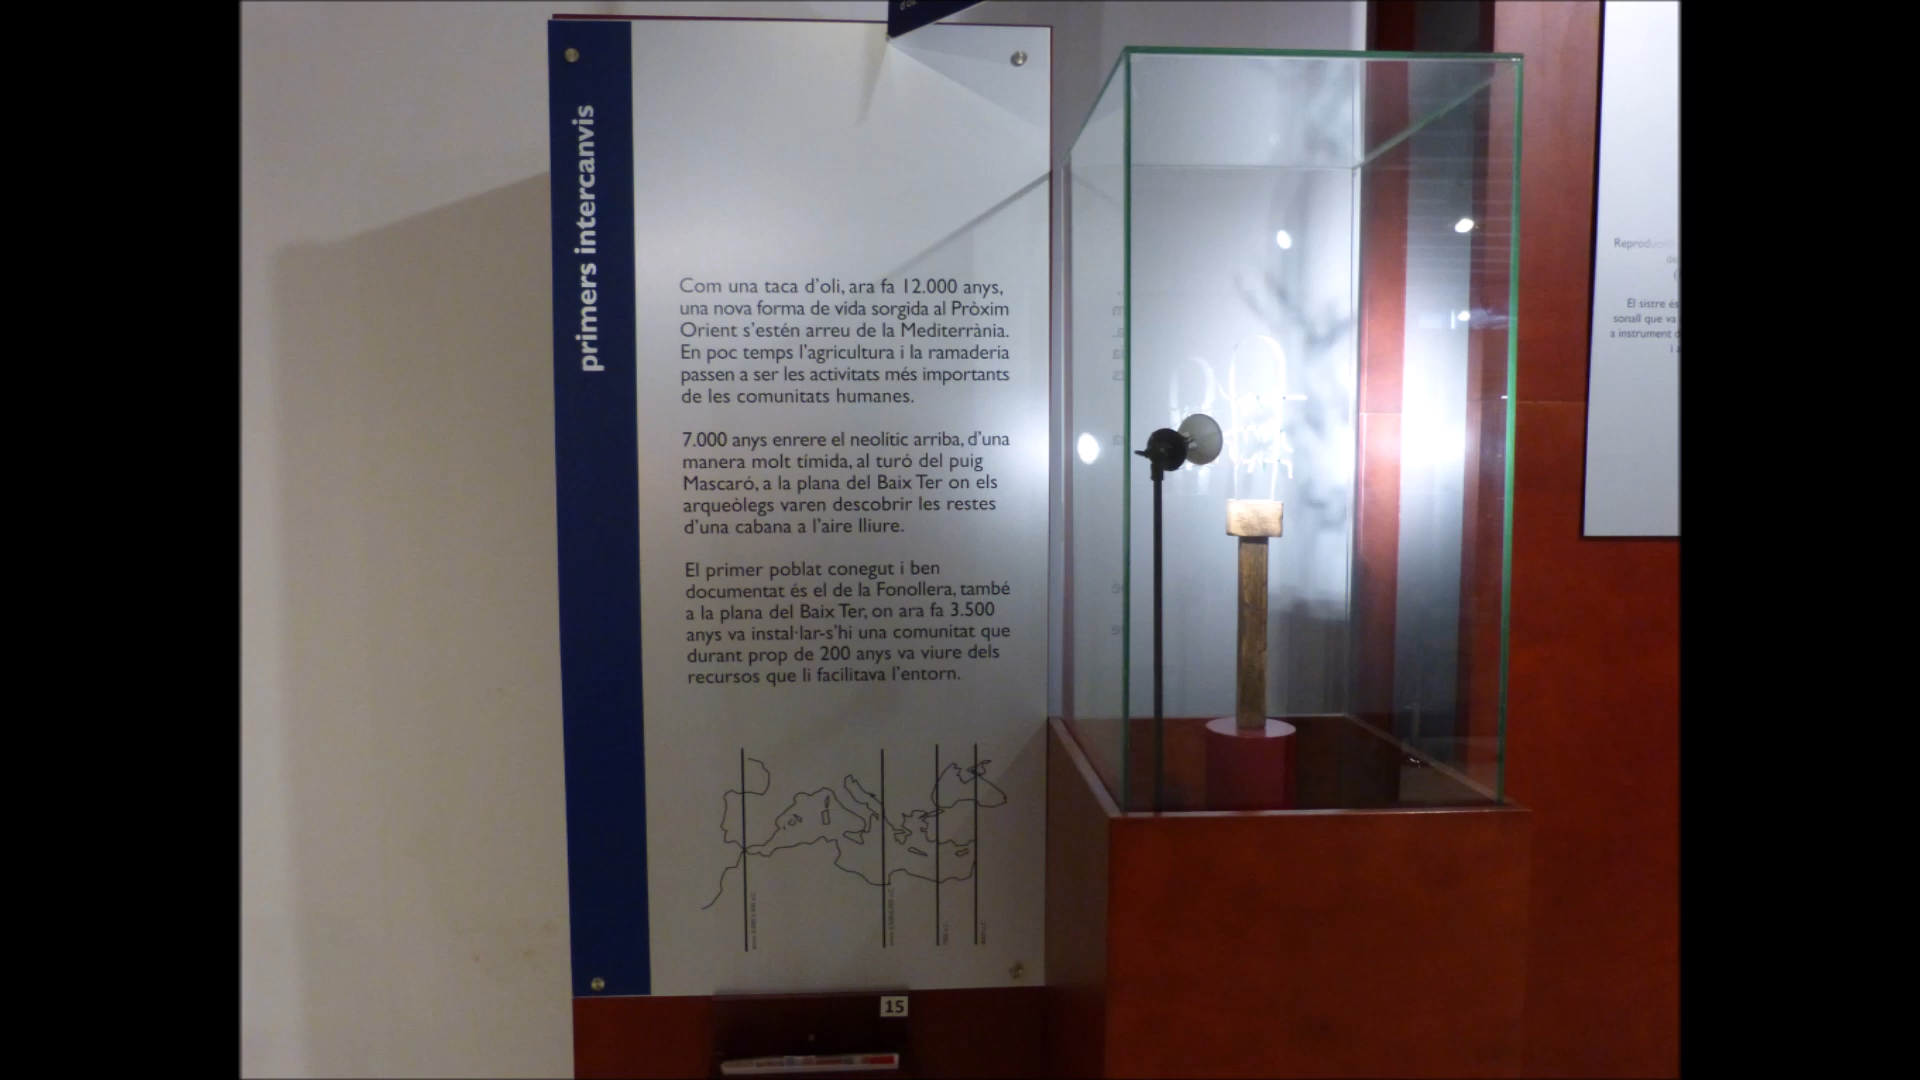 primers intercanvis
Com una taca d'oli, ara fa 12.000 anys,
una nova forma de vida sorgida al Pròxim
Orient s'estén arreu de la Mediterrània.
En poc temps l'agricultura i la ramaderia
passen a ser les activitats més importants
de les comunitats humanes.
7.000 anys enrere el neolític arriba, d'una
manera molt tímida, al turó del puig
Mascaró, a la plana del Baix Ter on els
arqueòlegs varen descobrir les restes
d'una cabana a l'aire lliure.
El primer poblat conegut i ben
documentat és el de la Fonollera, també
a la plana del Baix Ter, on ara fa 3.500
anys va instal·lar-s'hi una comunitat que
durant prop de 200 anys va viure dels
recursos que li facilitava l'entorn.
15
El sistre és
sonall que va
a instrument d